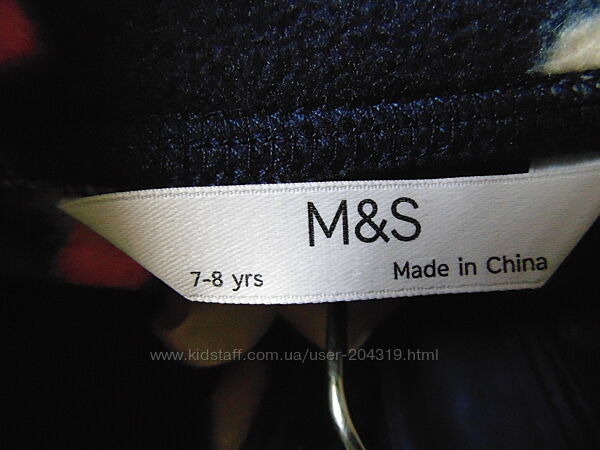 M&S
7-8 yrs
Made in China
www.kidstaff.com.ua/user-204319.html